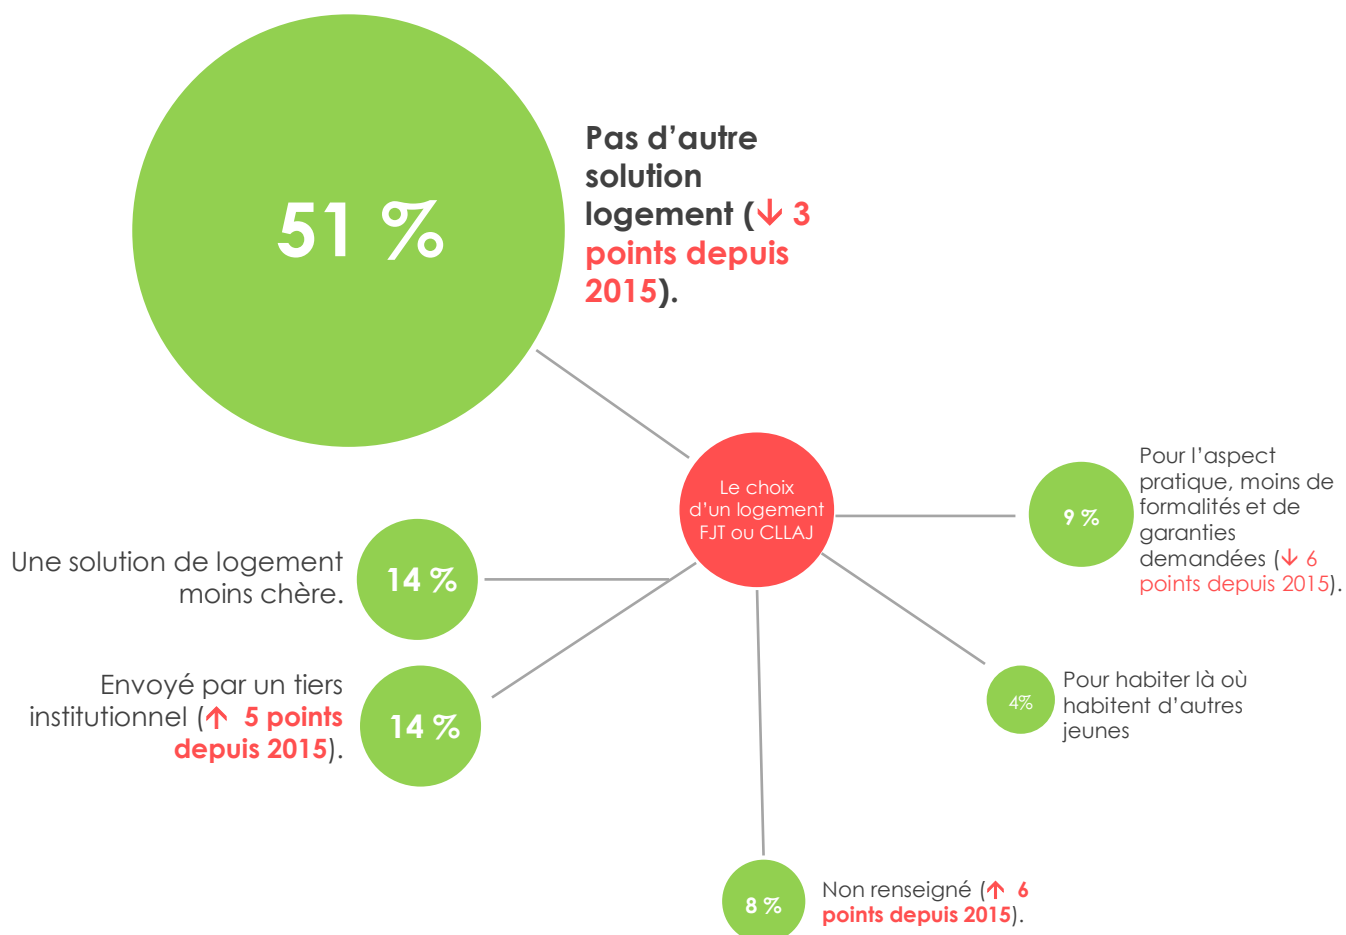 51 %
Pas d’autre
solution
logement (↓ 3
points depuis
2015).
Le choix
d’un logement
FJT ou CLLAJ
9 %
Pour l’aspect
pratique, moins de
formalités et de
garanties
demandées (↓ 6
points depuis 2015).
Une solution de logement
moins chère.
14 %
Envoyé par un tiers
institutionnel (↑ 5 points
depuis 2015).
14 %
4%
Pour habiter là où
habitent d’autres
jeunes
8 %
Non renseigné (↑ 6
points depuis 2015).